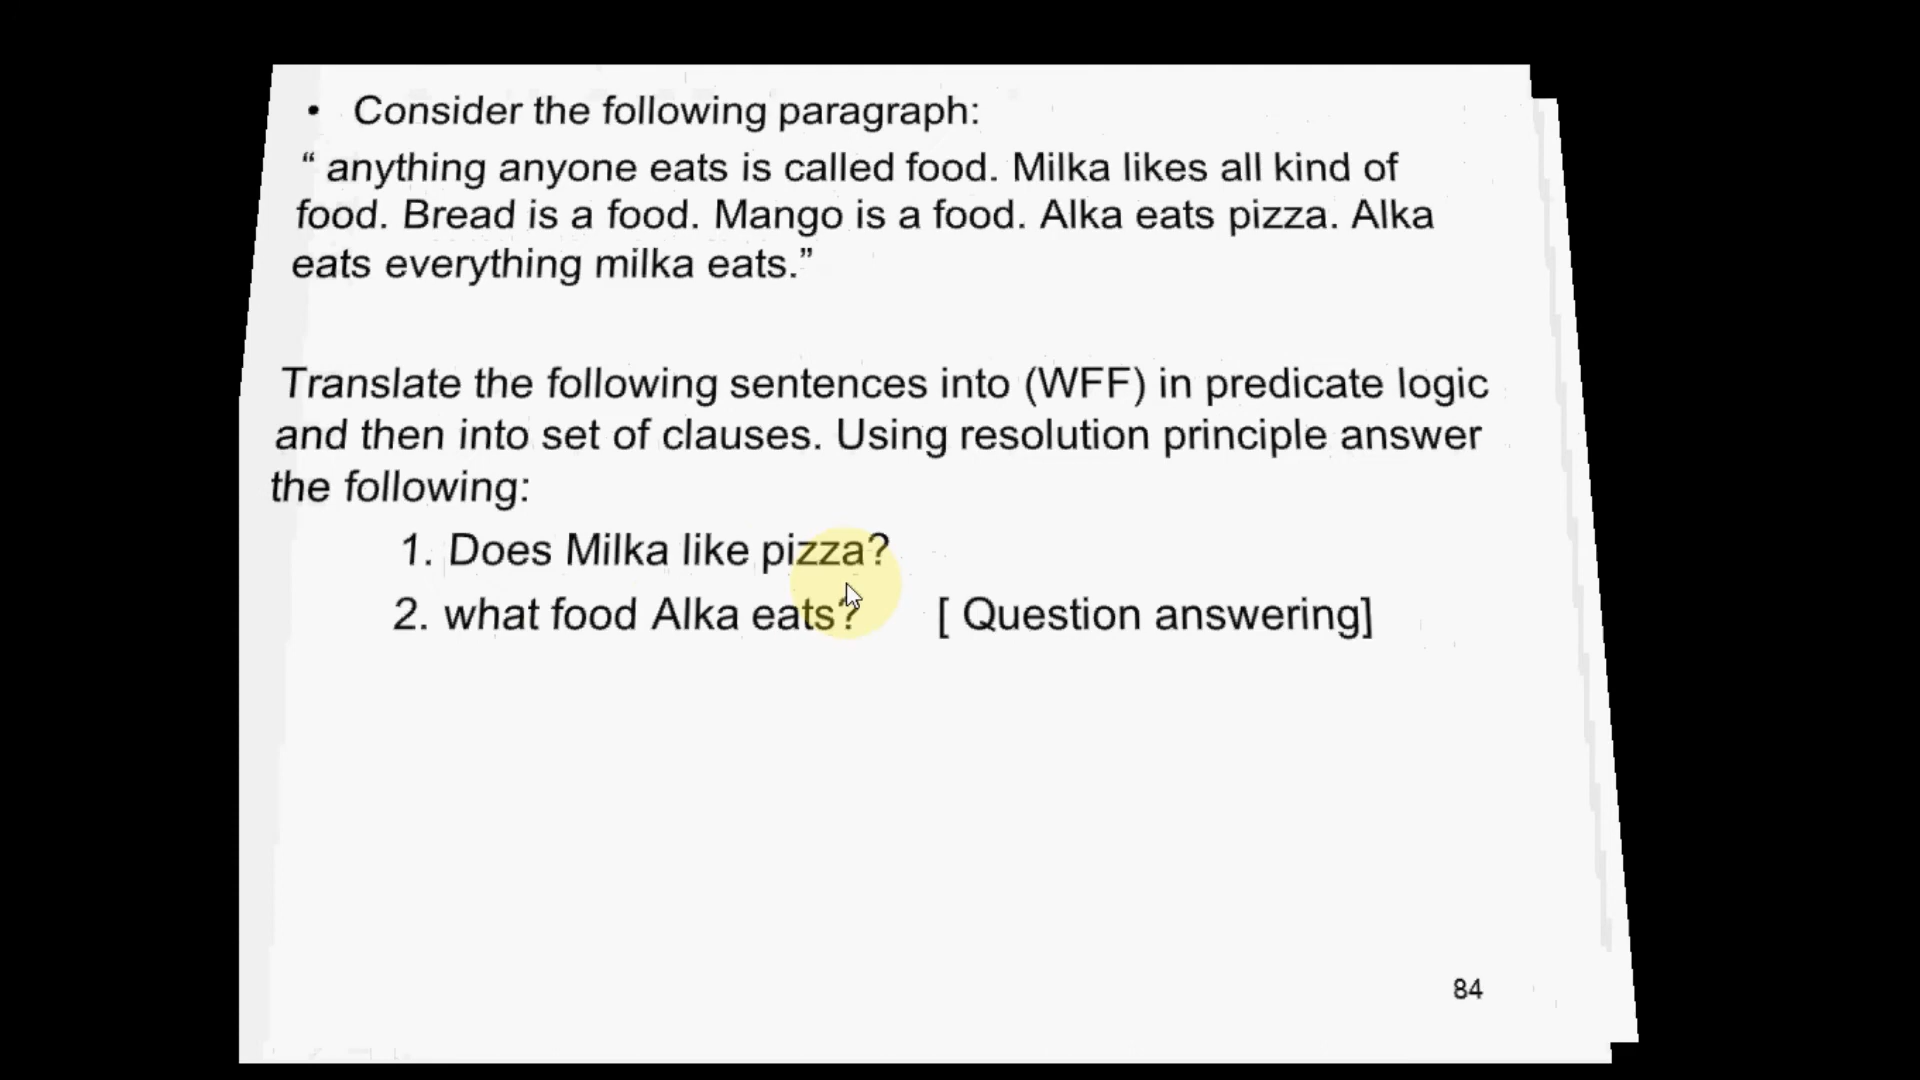 • Consider the following paragraph:
“ anything anyone eats is called food. Milka likes all kind of
food. Bread is a food. Mango is a food. Alka eats pizza. Alka
eats everything milka eats.”
Translate the following sentences into (WFF) in predicate logic
and then into set of clauses. Using resolution principle answer
the following:
1. Does Milka like pizza?
2. what food Alka eats? [ Question answering]
84